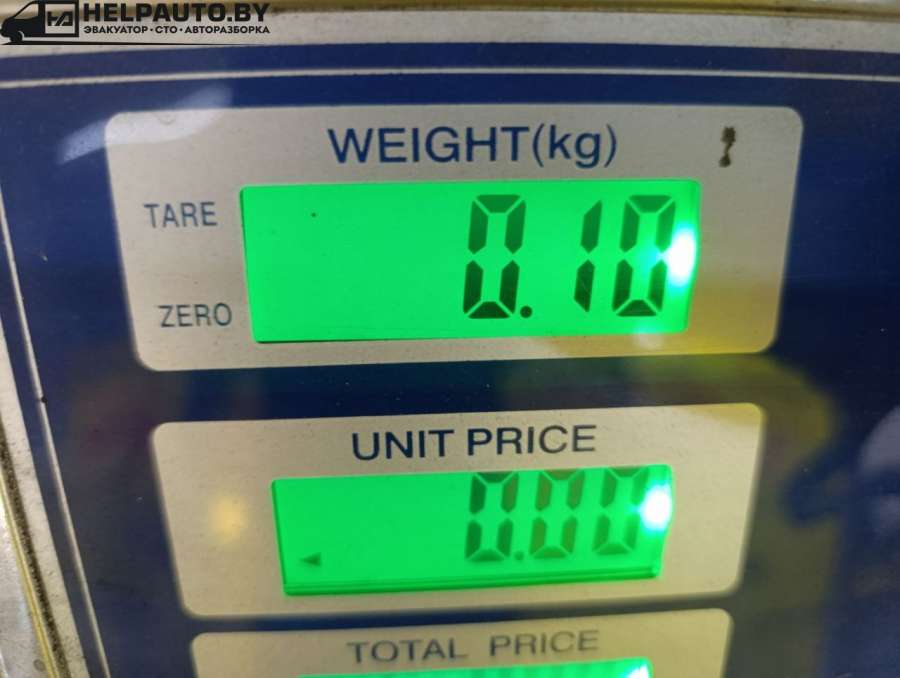 HELPAUTO.BY
ЭВАКУАТОР • СТО • АВТОРАЗБОРКА
WEIGHT(kg)
TARE
0.10
ZERO
UNIT PRICE
0.00
TOTAL PRICE